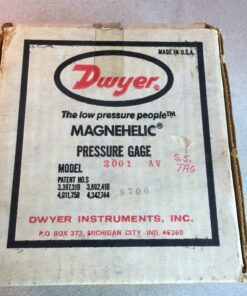 MADE IN U.S.A.
Dwyer®
The low pressure people™
MAGNEHELIC®
PRESSURE GAGE
MODEL 2001 AV S.S.
TAG
PATENT NO.S
3,397,319 3,862,416
4,011,759 4,347,744
W706
DWYER INSTRUMENTS, INC.
P.O BOX 373, MICHIGAN CITY IND. 46360